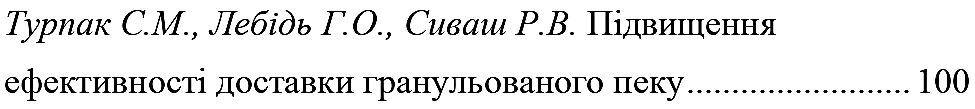 Турпак С.М., Лебідь Г.О., Сиваш Р.В. Підвищення
ефективності доставки гранульованого пеку........................ 100